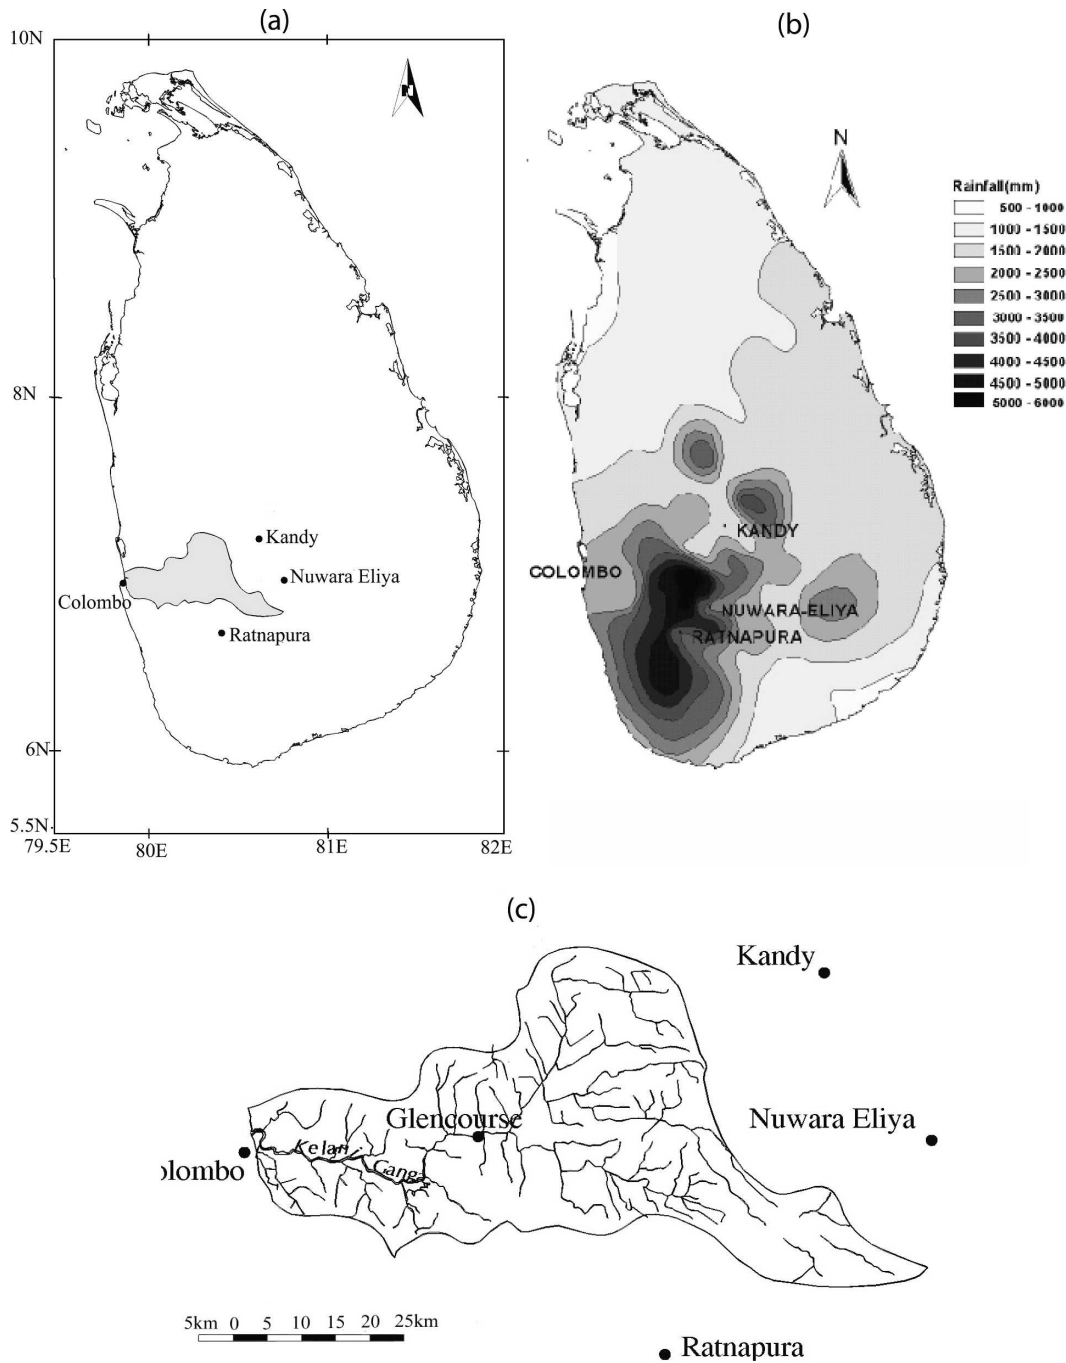 (a)
10N
8N
6N
5.5N
79.5E
80E
81E
82E
Kandy
Nuwara Eliya
Colombo
Ratnapura
(b)
N
Rainfall(mm)
500 - 1000
1000 - 1500
1500 - 2000
2000 - 2500
2500 - 3000
3000 - 3500
3500 - 4000
4000 - 4500
4500 - 5000
5000 - 6000
KANDY
COLOMBO
NUWARA-ELIYA
RATNAPURA
(c)
Kandy
Nuwara Eliya
Glencourse
Kelani Ganga
olombo
Ratnapura
5km 0 5 10 15 20 25km